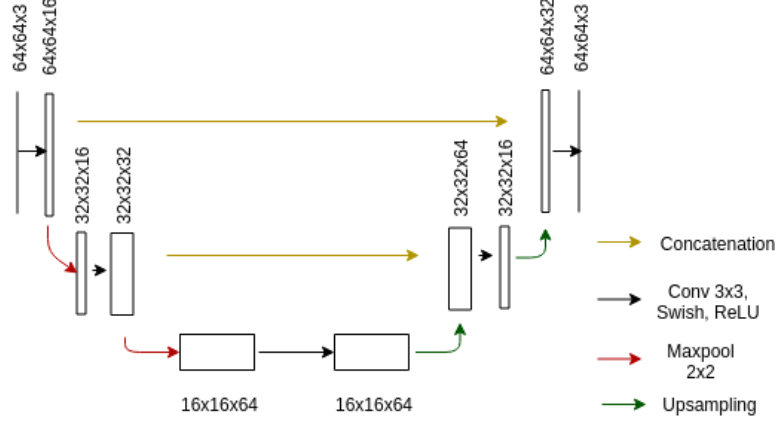 64x64x3
64x64x16
32x32x16
32x32x32
16x16x64
16x16x64
32x32x64
32x32x16
64x64x32
64x64x3
Concatenation
Conv 3x3,
Swish, ReLU
Maxpool
2x2
Upsampling